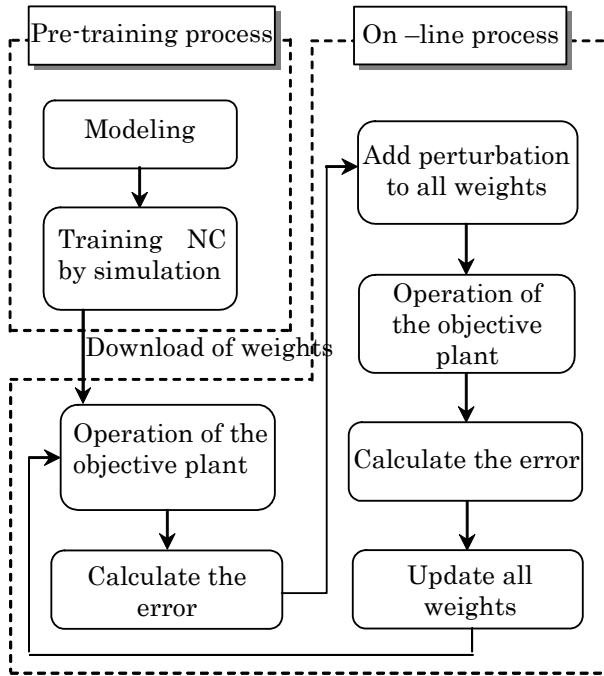 Pre-training process
On –line process
Modeling
Training NC
by simulation
Download of weights
Operation of the
objective plant
Calculate the
error
Add perturbation
to all weights
Operation of
the objective
plant
Calculate the error
Update all
weights